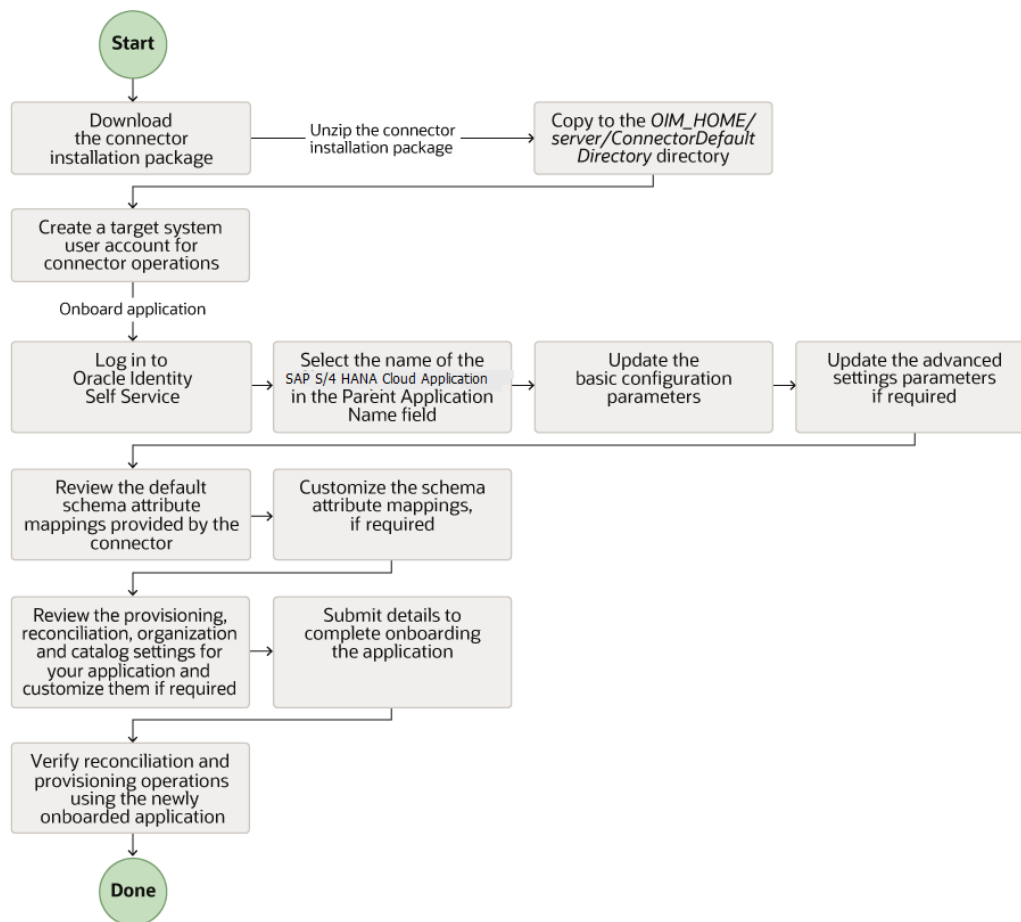 Start
Download
the connector
installation package
Unzip the connector
installation package
Copy to the OIM_HOME/
server/ConnectorDefault
Directory directory
Create a target system
user account for
connector operations
Onboard application
Log in to
Oracle Identity
Self Service
Select the name of the
SAP S/4 HANA Cloud Application
in the Parent Application
Name field
Update the
basic configuration
parameters
Update the advanced
settings parameters
if required
Review the default
schema attribute
mappings provided by the
connector
Customize the schema
attribute mappings,
if required
Review the provisioning,
reconciliation, organization
and catalog settings for
your application and
customize them if required
Submit details to
complete onboarding
the application
Verify reconciliation and
provisioning operations
using the newly
onboarded application
Done